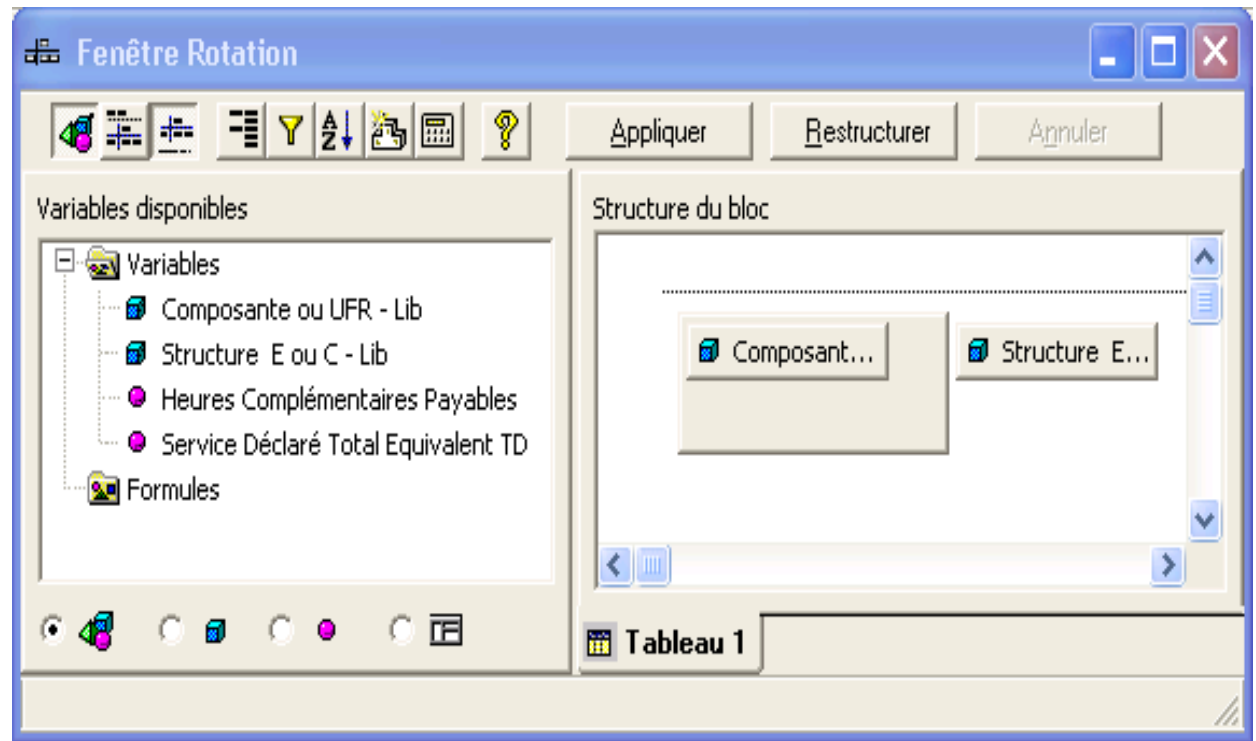 Fenêtre Rotation
Appliquer Restructurer Annuler
Variables disponibles
Variables
Composante ou UFR - Lib
Structure E ou C - Lib
Heures Complémentaires Payables
Service Déclaré Total Equivalent TD
Formules
Structure du bloc
Composant... Structure E...
Tableau 1